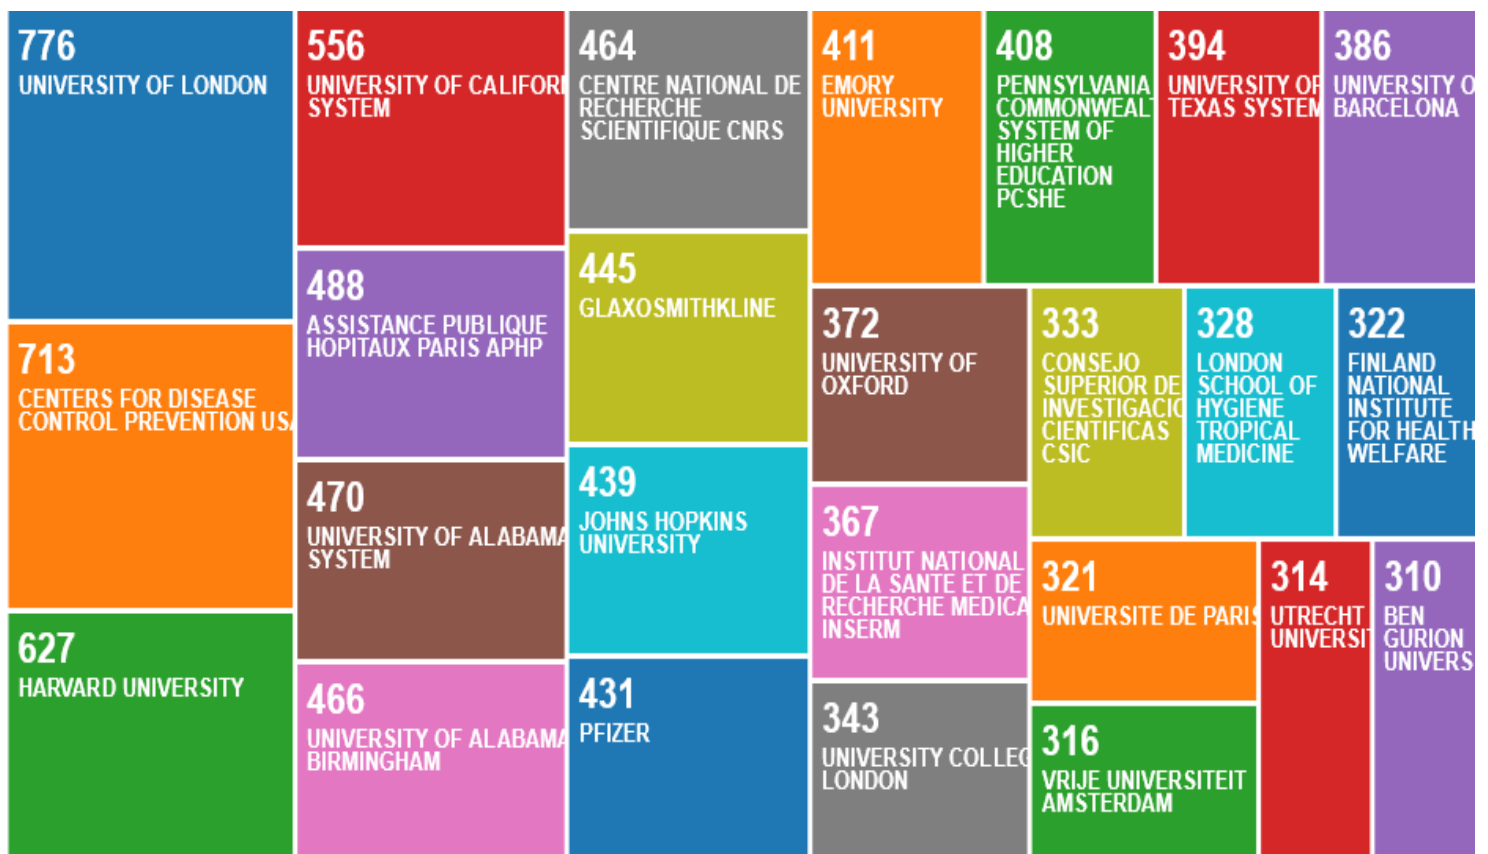 776
UNIVERSITY OF LONDON
713
CENTERS FOR DISEASE
CONTROL PREVENTION USA
627
HARVARD UNIVERSITY
556
UNIVERSITY OF CALIFORI
SYSTEM
488
ASSISTANCE PUBLIQUE
HOPITAUX PARIS APHP
470
UNIVERSITY OF ALABAMA
SYSTEM
466
UNIVERSITY OF ALABAMA
BIRMINGHAM
464
CENTRE NATIONAL DE
RECHERCHE
SCIENTIFIQUE CNRS
445
GLAXOSMITHKLINE
439
JOHNS HOPKINS
UNIVERSITY
431
PFIZER
411
EMORY
UNIVERSITY
408
PENNSYLVANIA
COMMONWEALT
SYSTEM OF
HIGHER
EDUCATION
PCSHE
394
UNIVERSITY OF
TEXAS SYSTEM
386
UNIVERSITY O
BARCELONA
372
UNIVERSITY OF
OXFORD
367
INSTITUT NATIONAL
DE LA SANTE ET DE
RECHERCHE MEDICA
INSERM
343
UNIVERSITY COLLEG
LONDON
333
CONSEJO
SUPERIOR DE
INVESTIGACIO
CIENTIFICAS
CSIC
328
LONDON
SCHOOL OF
HYGIENE
TROPICAL
MEDICINE
322
FINLAND
NATIONAL
INSTITUTE
FOR HEALTH
WELFARE
321
UNIVERSITE DE PARIS
316
VRIJE UNIVERSITEIT
AMSTERDAM
314
UTRECHT
UNIVERSIT
310
BEN
GURION
UNIVERS